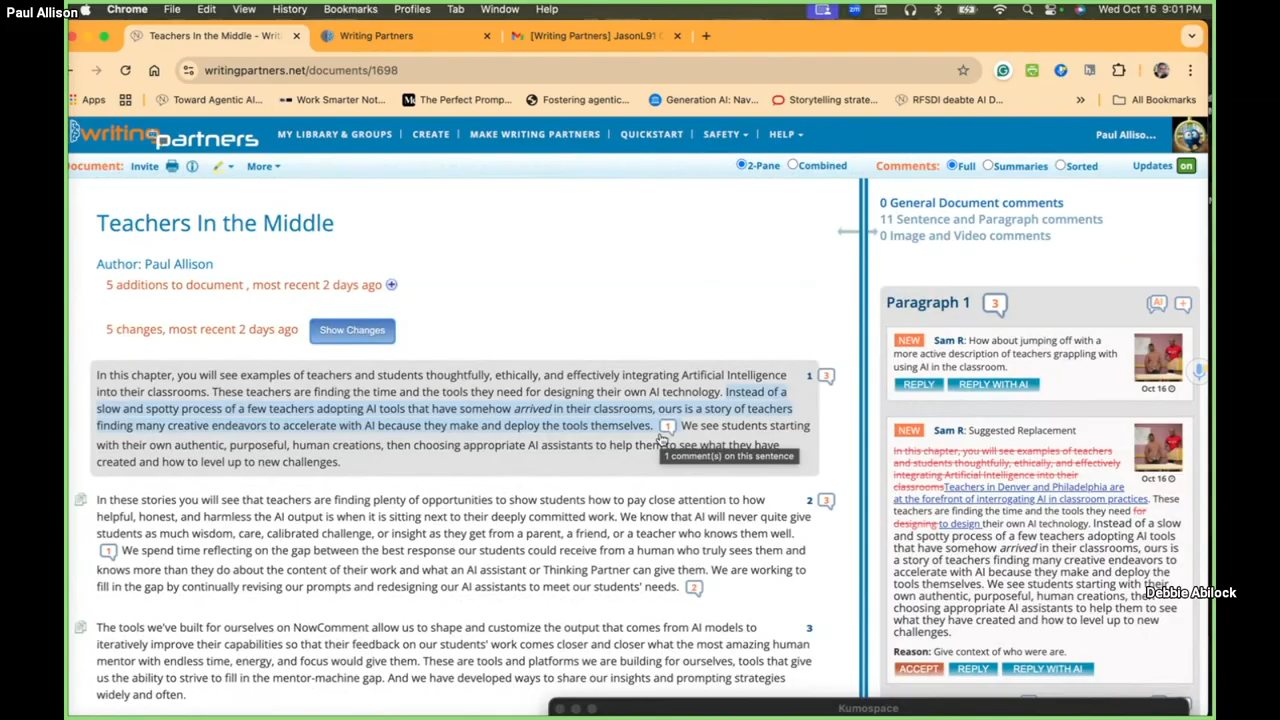 Paul Allison
Chrome File Edit View History Bookmarks Profiles Tab Window Help Wed Oct 16 9:01 PM
Teachers In the Middle - Writi Writing Partners [Writing Partners] JasonL91 C
writingpartners.net/documents/1698
Apps Toward Agentic AI... Work Smarter Not... The Perfect Promp... Fostering agentic... Generation AI: Nav... Storytelling strate... RFSDI deabte AI D... » All Bookmarks
writingpartners MY LIBRARY & GROUPS CREATE MAKE WRITING PARTNERS QUICKSTART SAFETY HELP Paul Alliso...
Document: Invite More 2-Pane Combined Comments: Full Summaries Sorted Updates on
Teachers In the Middle
Author: Paul Allison
5 additions to document , most recent 2 days ago
5 changes, most recent 2 days ago Show Changes
In this chapter, you will see examples of teachers and students thoughtfully, ethically, and effectively integrating Artificial Intelligence 1 3
into their classrooms. These teachers are finding the time and the tools they need for designing their own AI technology. Instead of a
slow and spotty process of a few teachers adopting AI tools that have somehow arrived in their classrooms, ours is a story of teachers
finding many creative endeavors to accelerate with AI because they make and deploy the tools themselves. 1 We see students starting
with their own authentic, purposeful, human creations, then choosing appropriate AI assistants to help them to see what they have
1 comment(s) on this sentence
created and how to level up to new challenges.
In these stories you will see that teachers are finding plenty of opportunities to show students how to pay close attention to how 2 3
helpful, honest, and harmless the AI output is when it is sitting next to their deeply committed work. We know that AI will never quite give
students as much wisdom, care, calibrated challenge, or insight as they get from a parent, a friend, or a teacher who knows them well.
1 We spend time reflecting on the gap between the best response our students could receive from a human who truly sees them and
knows more than they do about the content of their work and what an AI assistant or Thinking Partner can give them. We are working to
fill in the gap by continually revising our prompts and redesigning our AI assistants to meet our students' needs. 2
The tools we've built for ourselves on NowComment allow us to shape and customize the output that comes from AI models to 3
iteratively improve their capabilities so that their feedback on our students' work comes closer and closer what the most amazing human
mentor with endless time, energy, and focus would give them. These are tools and platforms we are building for ourselves, tools that give
us the ability to strive to fill in the mentor-machine gap. And we have developed ways to share our insights and prompting strategies
widely and often.
0 General Document comments
11 Sentence and Paragraph comments
0 Image and Video comments
Paragraph 1 3 AI
NEW Sam R: How about jumping off with a
more active description of teachers grappling with
using AI in the classroom.
REPLY REPLY WITH AI Oct 16
NEW Sam R: Suggested Replacement
In this chapter, you will see examples of teachers
and students thoughtfully, ethically, and effectively
integrating Artificial Intelligence into their
classroomsTeachers in Denver and Philadelphia are Oct 16
at the forefront of interrogating AI in classroom practices. These
teachers are finding the time and the tools they need for
designing to design their own AI technology. Instead of a slow
and spotty process of a few teachers adopting AI tools
that have somehow arrived in their classrooms, ours is
a story of teachers finding many creative endeavors to
accelerate with AI because they make and deploy the
tools themselves. We see students starting with their
own authentic, purposeful, human creations, then
choosing appropriate AI assistants to help them to see
what they have created and how to level up to new
challenges.
Debbie Abilock
Reason: Give context of who were are.
ACCEPT REPLY REPLY WITH AI
Kumospace